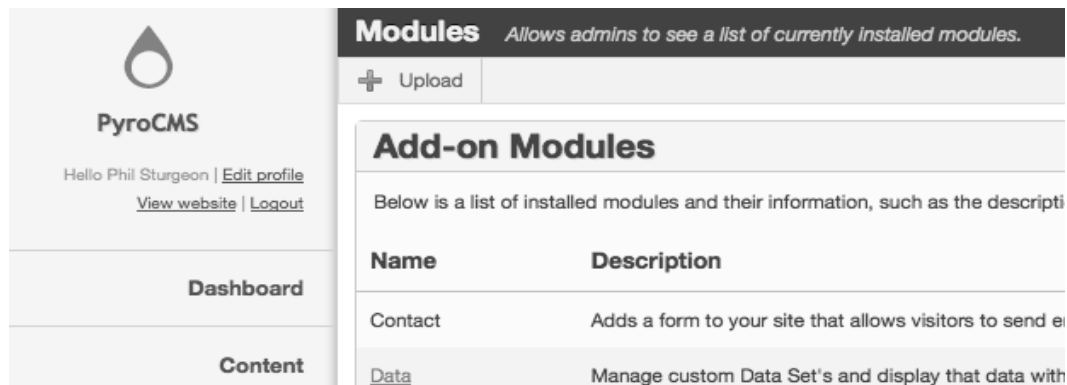 PyroCMS
Hello Phil Sturgeon | Edit profile
View website | Logout
Dashboard
Content
Modules Allows admins to see a list of currently installed modules.
Upload
Add-on Modules
Below is a list of installed modules and their information, such as the
Name Description
Contact Adds a form to your site that allows visitors to send
Data Manage custom Data Set's and display that data with